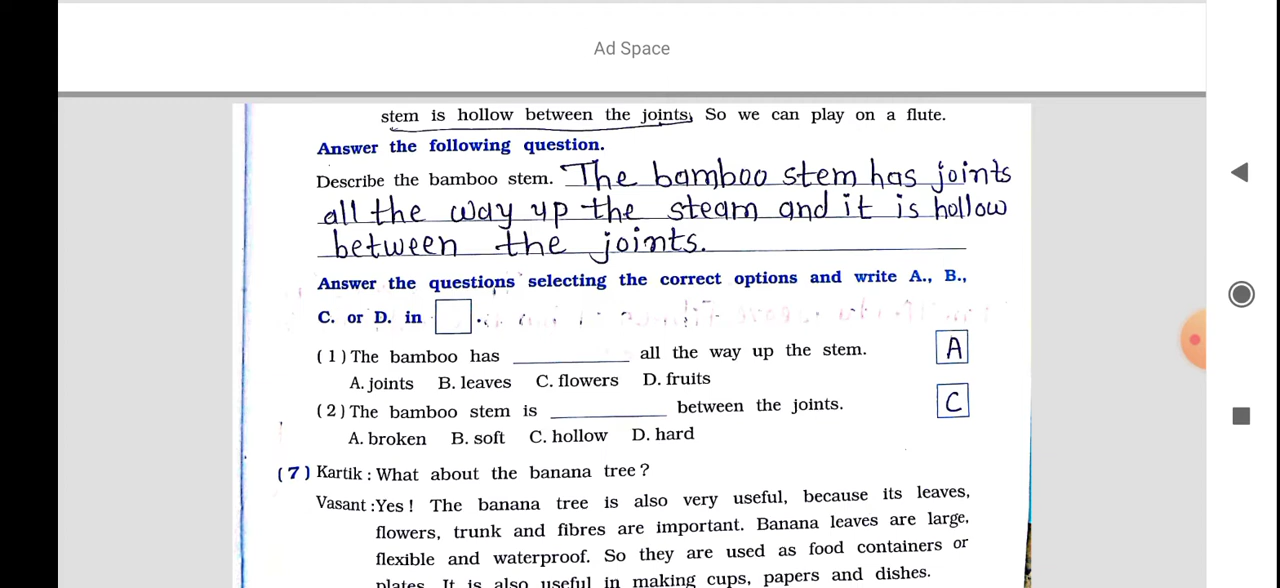 Ad Space
stem is hollow between the joints, So we can play on a flute.
Answer the following question.
Describe the bamboo stem. The bamboo stem has joints
all the way up the steam and it is hollow
between the joints.
Answer the questions selecting the correct options and write A., B.,
C. or D. in
(1) The bamboo has ____________ all the way up the stem. A
A. joints B. leaves C. flowers D. fruits
(2) The bamboo stem is ____________ between the joints. C
A. broken B. soft C. hollow D. hard
(7) Kartik : What about the banana tree?
Vasant : Yes! The banana tree is also very useful, because its leaves,
flowers, trunk and fibres are important. Banana leaves are large,
flexible and waterproof. So they are used as food containers or
plates. It is also useful in making cups, papers and dishes.